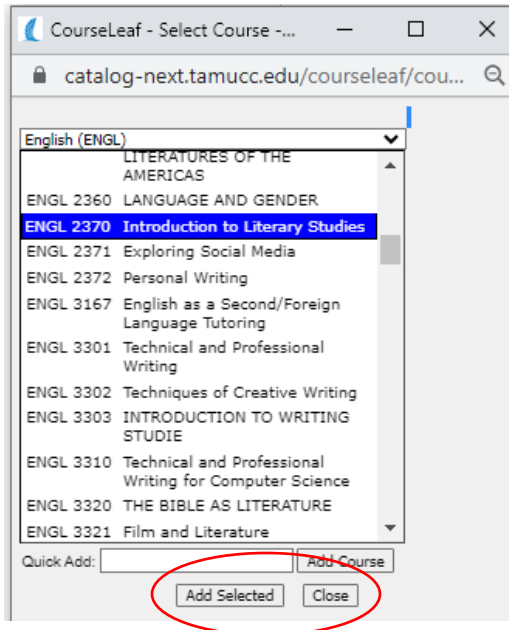 CourseLeaf - Select Course -...
catalog-next.tamucc.edu/courseleaf/cou...
English (ENGL)
LITERATURES OF THE
AMERICAS
ENGL 2360 LANGUAGE AND GENDER
ENGL 2370 Introduction to Literary Studies
ENGL 2371 Exploring Social Media
ENGL 2372 Personal Writing
ENGL 3167 English as a Second/Foreign
Language Tutoring
ENGL 3301 Technical and Professional
Writing
ENGL 3302 Techniques of Creative Writing
ENGL 3303 INTRODUCTION TO WRITING
STUDIE
ENGL 3310 Technical and Professional
Writing for Computer Science
ENGL 3320 THE BIBLE AS LITERATURE
ENGL 3321 Film and Literature
Quick Add: Add Course
Add Selected Close